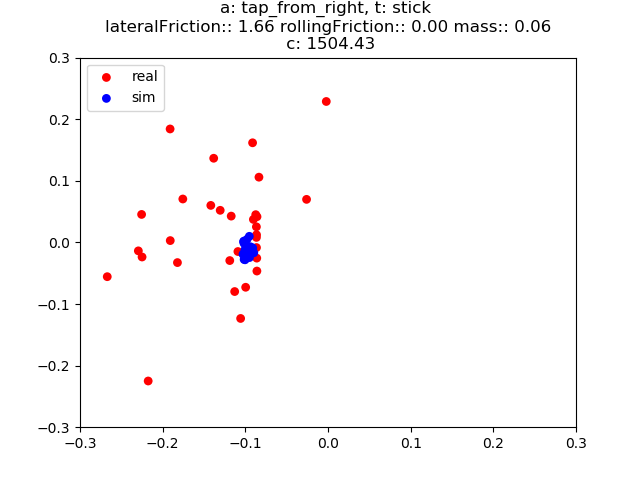 a: tap_from_right, t: stick
lateralFriction:: 1.66 rollingFriction:: 0.00 mass:: 0.06
c: 1504.43
0.3
real
sim
0.2
0.1
0.0
−0.1
−0.2
−0.3
−0.3 −0.2 −0.1 0.0 0.1 0.2 0.3